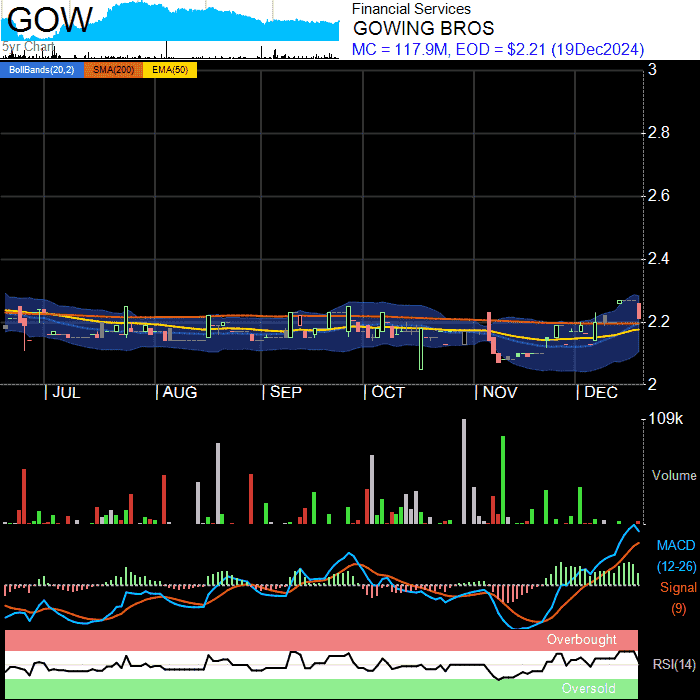 GOW
5yr Chart
Financial Services
GOWING BROS
MC = 117.9M, EOD = $2.21 (19Dec2024)
BollBands(20,2) SMA(200) EMA(50)
3
2.8
2.6
2.4
2.2
2
JUL AUG SEP OCT NOV DEC
109k
Volume
MACD
(12-26)
Signal
(9)
Overbought
RSI(14)
Oversold